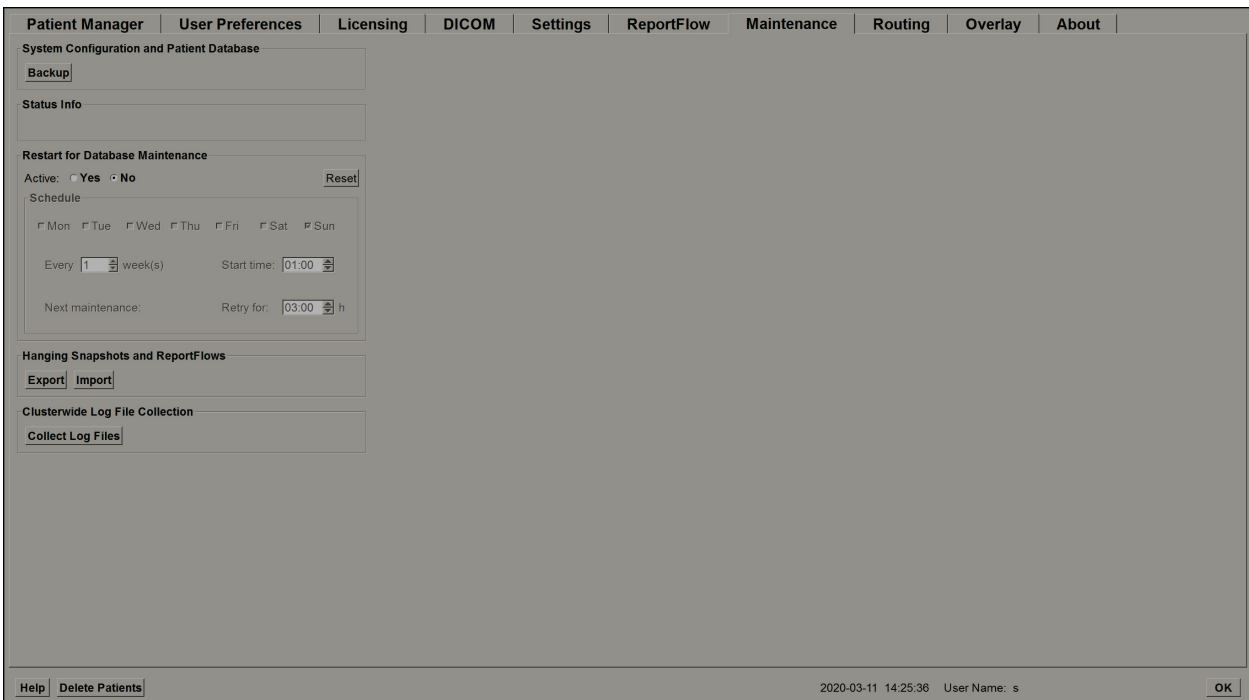 Patient Manager User Preferences Licensing DICOM Settings ReportFlow Maintenance Routing Overlay About
System Configuration and Patient Database
Backup
Status Info
Restart for Database Maintenance
Active: Yes No Reset
Schedule
Mon Tue Wed Thu Fri Sat Sun
Every 1 week(s) Start time: 01:00
Next maintenance: Retry for: 03:00 h
Hanging Snapshots and ReportFlows
Export Import
Clusterwide Log File Collection
Collect Log Files
Help Delete Patients 2020-03-11 14:25:36 User Name: s OK